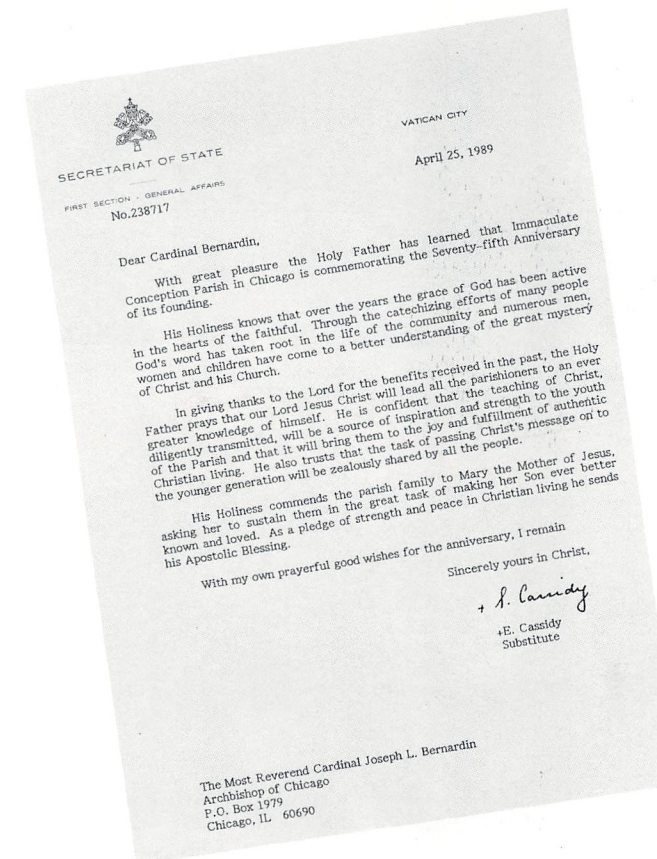 SECRETARIAT OF STATE
FIRST SECTION - GENERAL AFFAIRS
No.238717
VATICAN CITY
April 25, 1989
Dear Cardinal Bernardin,
With great pleasure the Holy Father has learned that Immaculate
Conception Parish in Chicago is commemorating the Seventy-fifth Anniversary
of its founding.
His Holiness knows that over the years the grace of God has been active
in the hearts of the faithful. Through the catechizing efforts of many people
God's word has taken root in the life of the community and numerous men,
women and children have come to a better understanding of the great mystery
of Christ and his Church.
In giving thanks to the Lord for the benefits received in the past, the Holy
Father prays that our Lord Jesus Christ will lead all the parishioners to an ever
greater knowledge of himself. He is confident that the teaching of Christ,
diligently transmitted, will be a source of inspiration and strength to the youth
of the Parish and that it will bring them to the joy and fulfillment of authentic
Christian living. He also trusts that the task of passing Christ's message on to
the younger generation will be zealously shared by all the people.
His Holiness commends the parish family to Mary the Mother of Jesus,
asking her to sustain them in the great task of making her Son ever better
known and loved. As a pledge of strength and peace in Christian living he sends
his Apostolic Blessing.
With my own prayerful good wishes for the anniversary, I remain
Sincerely yours in Christ,
+ S. Cassidy
+E. Cassidy
Substitute
The Most Reverend Cardinal Joseph L. Bernardin
Archbishop of Chicago
P.O. Box 1979
Chicago, IL 60690